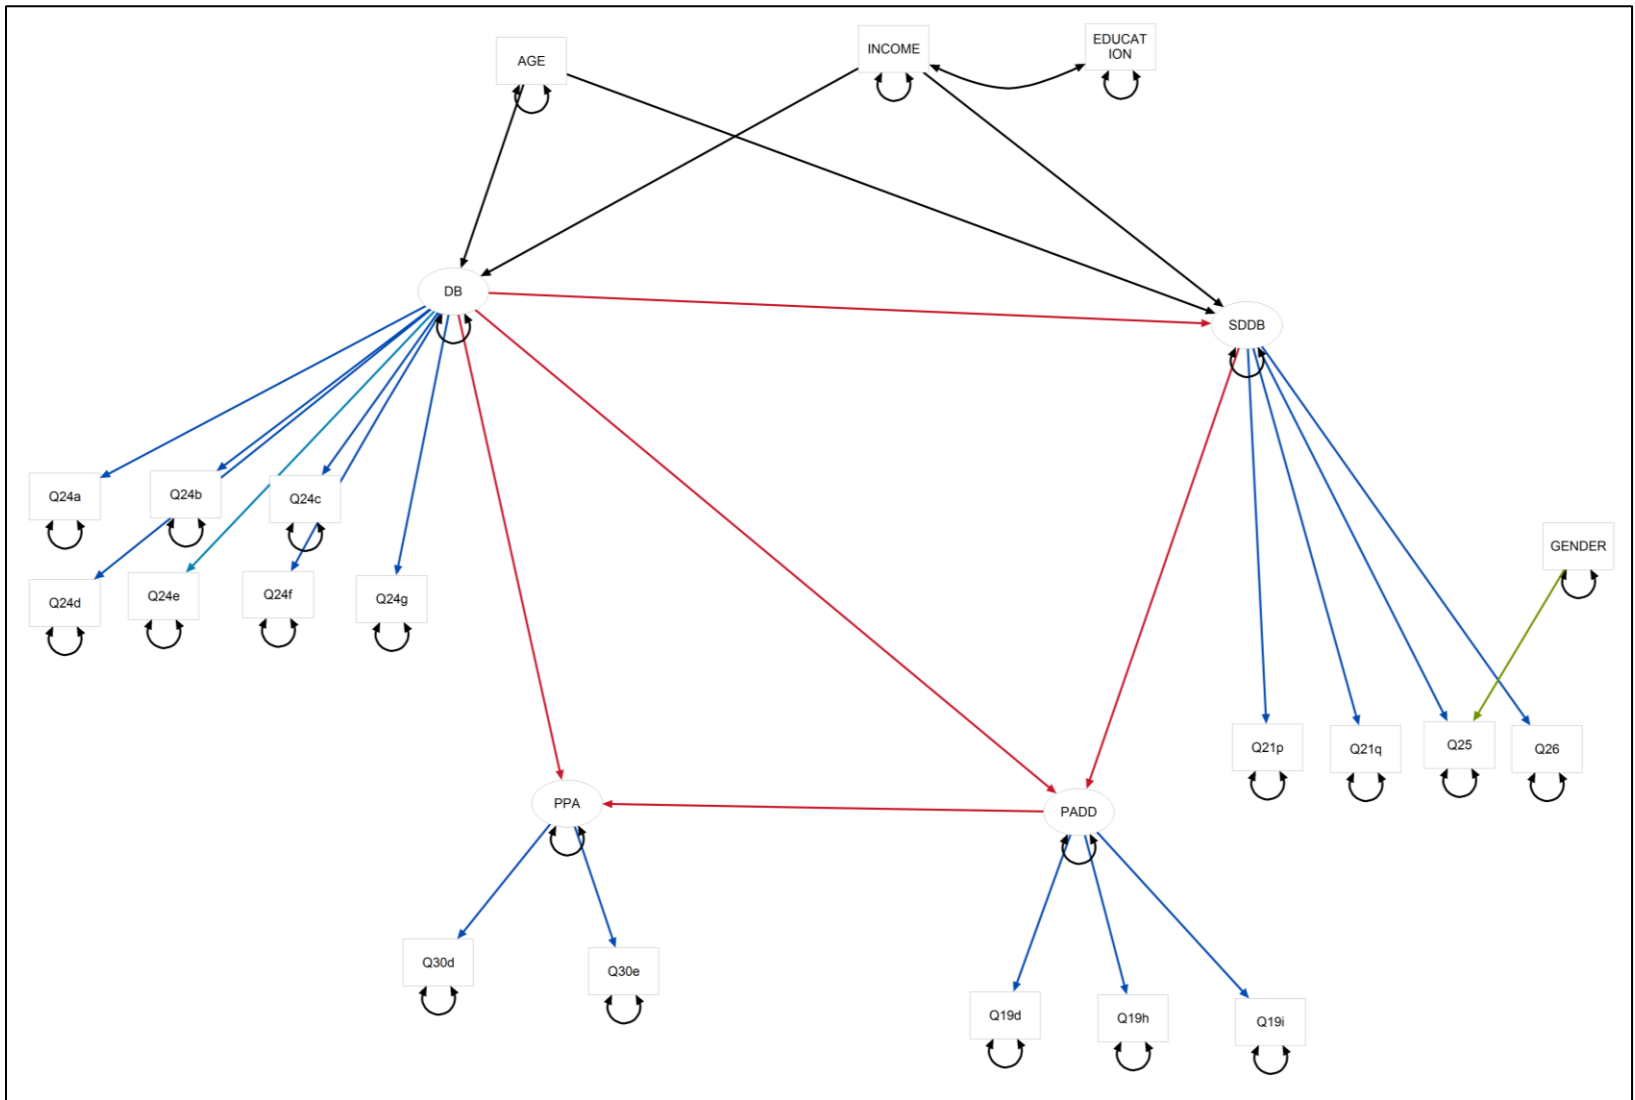 AGE
INCOME
EDUCAT
ION
DB
SDDB
Q24a
Q24b
Q24c
Q24d
Q24e
Q24f
Q24g
GENDER
Q21p
Q21q
Q25
Q26
PPA
PADD
Q30d
Q30e
Q19d
Q19h
Q19i